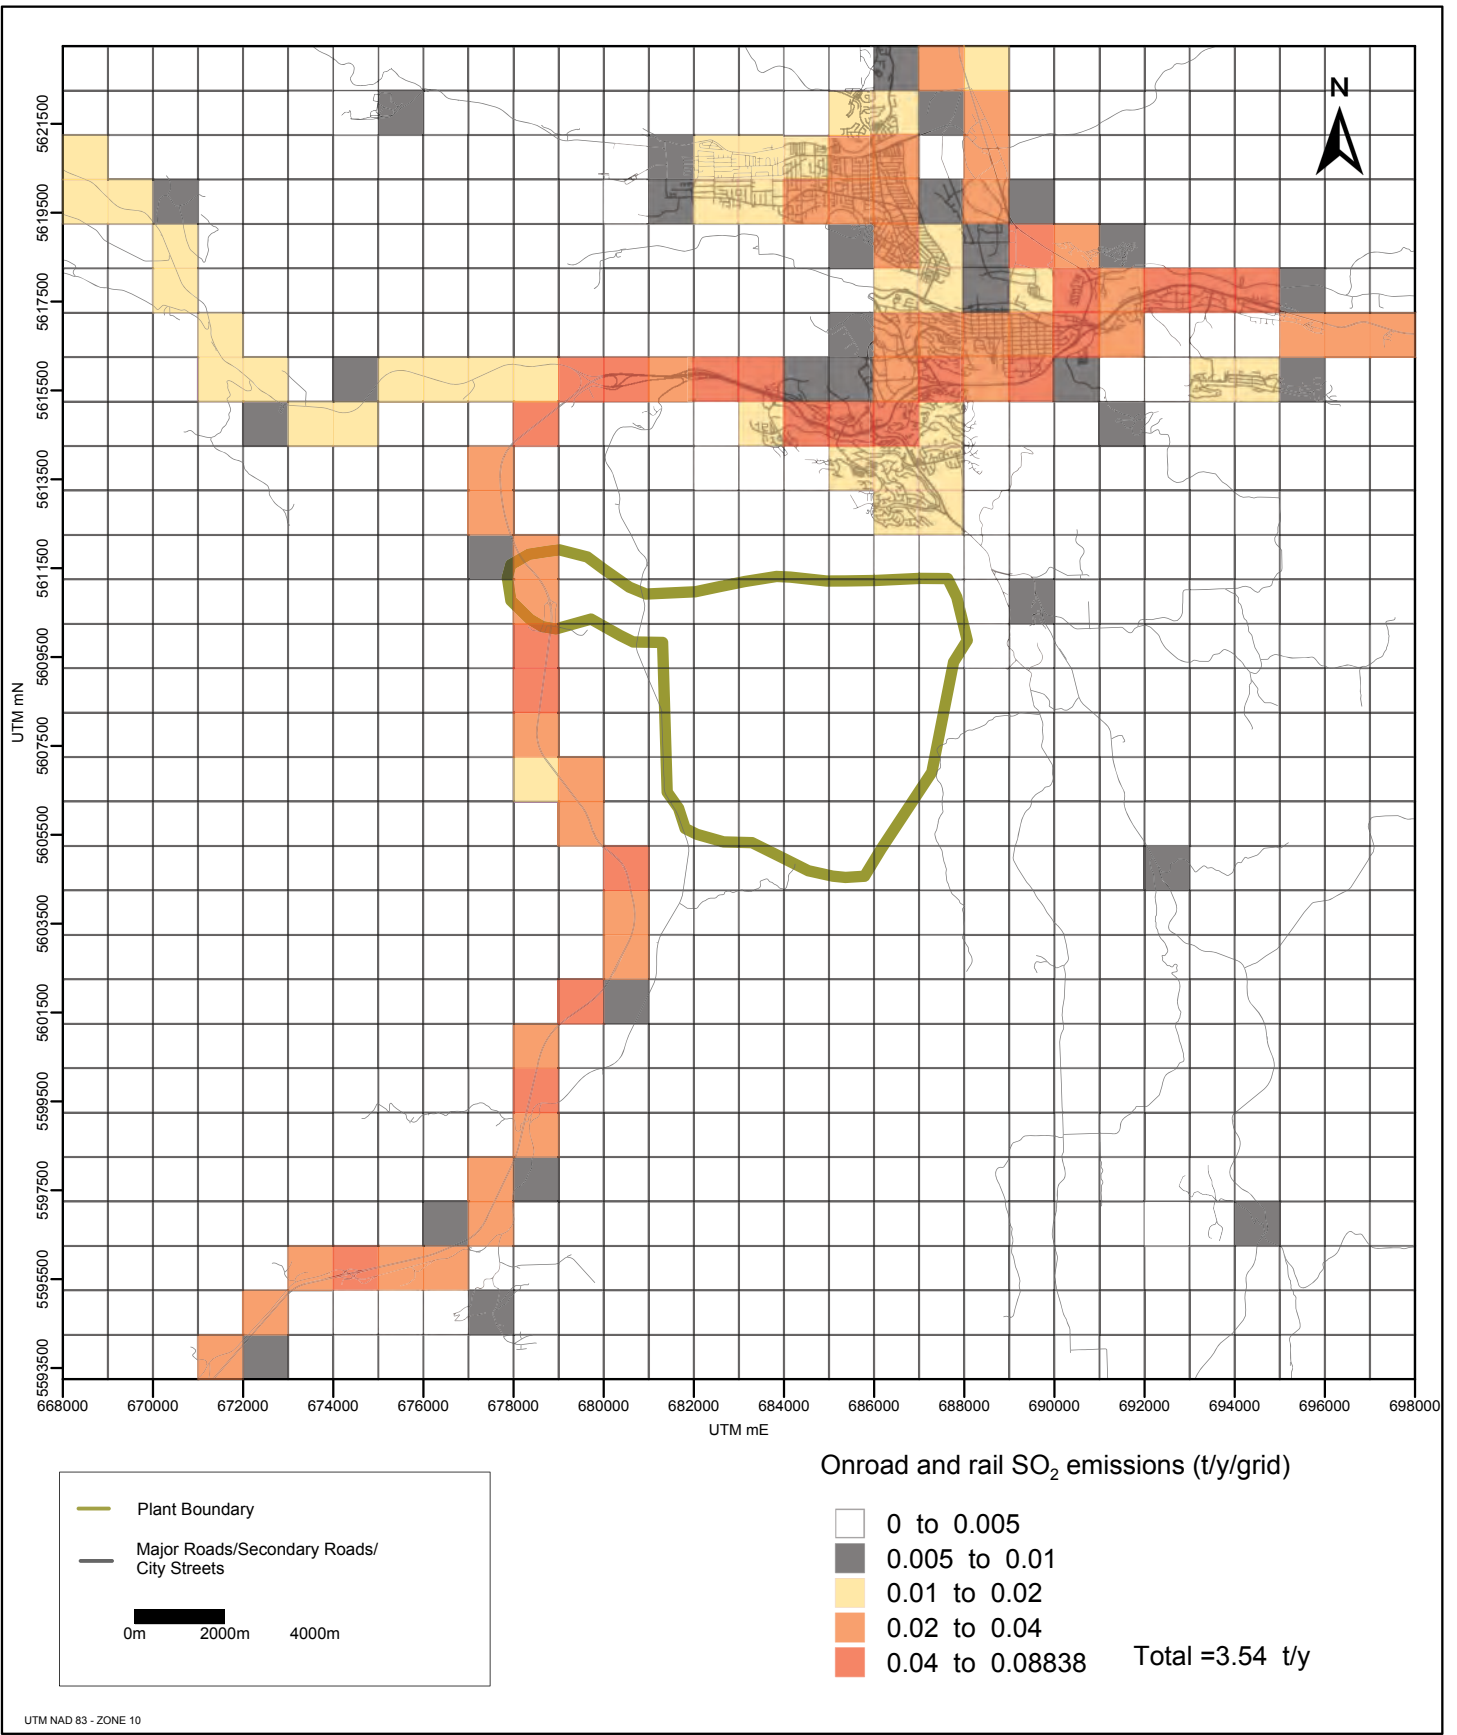 N
5621500
5619500
5617500
5615500
5613500
5611500
5609500
5607500
5605500
5603500
5601500
5599500
5597500
5595500
5593500
UTM mN
668000 670000 672000 674000 676000 678000 680000 682000 684000 686000 688000 690000 692000 694000 696000 698000
UTM mE
Onroad and rail SO₂ emissions (t/y/grid)
0 to 0.005
0.005 to 0.01
0.01 to 0.02
0.02 to 0.04
0.04 to 0.08838
Total =3.54 t/y
Plant Boundary
Major Roads/Secondary Roads/
City Streets
0m 2000m 4000m
UTM NAD 83 - ZONE 10